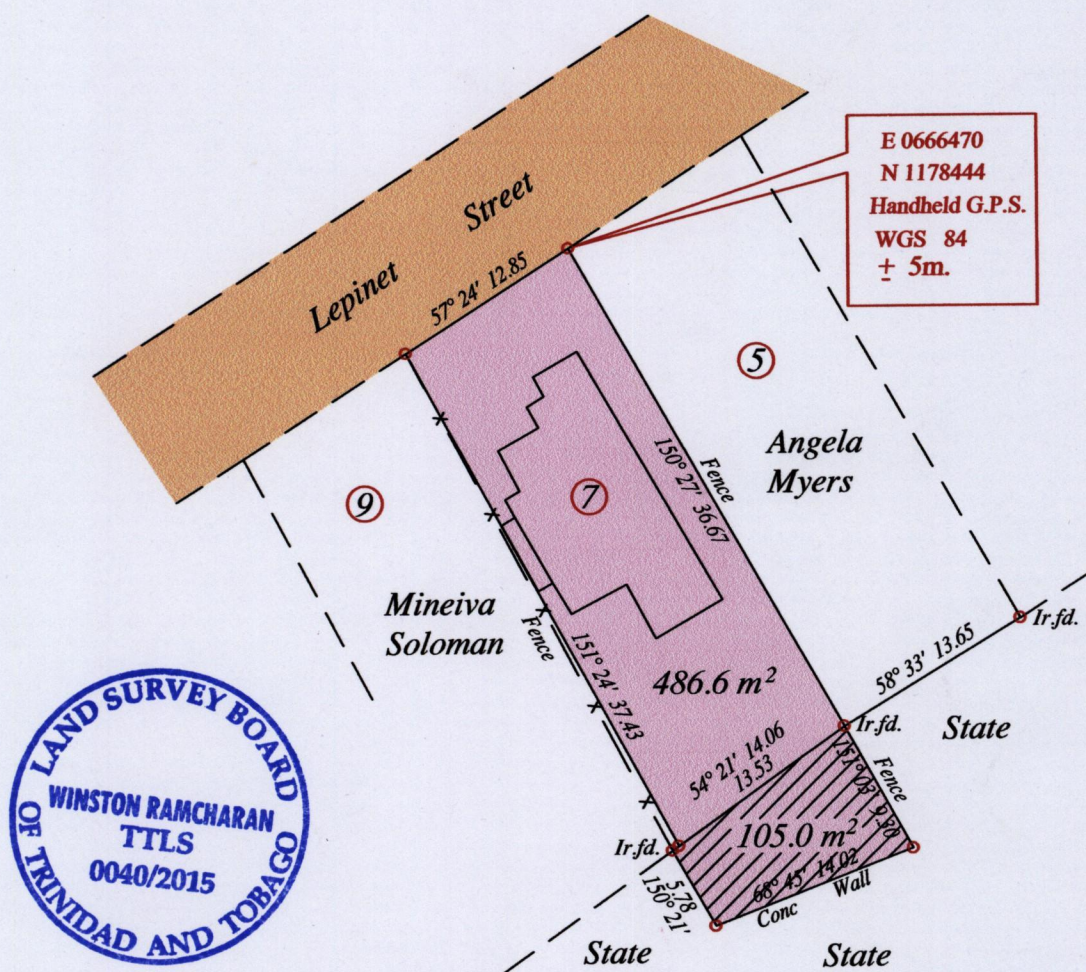 E 0666470
N 1178444
Handheld G.P.S.
WGS 84
± 5m.
Lepinet Street
57° 24' 12.85
5
Angela
Myers
Fence
150° 27' 36.67
7
9
Mineiva
Soloman
Fence
151° 24' 37.43
486.6 m²
58° 33' 13.65
Ir.fd.
State
Ir.fd.
54° 21' 14.06
13.53
Fence
151° 03' 9.80
105.0 m²
Ir.fd.
5.78
150° 21'
68° 45' 14.02
Conc Wall
State
State
LAND SURVEY BOARD
WINSTON RAMCHARAN
TTLS
0040/2015
OF TRINIDAD AND TOBAGO